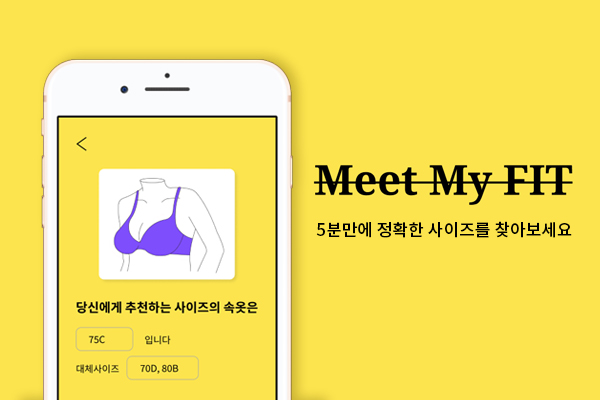 Meet My FIT
5분만에 정확한 사이즈를 찾아보세요
당신에게 추천하는 사이즈의 속옷은
75C 입니다
대체사이즈 70D, 80B